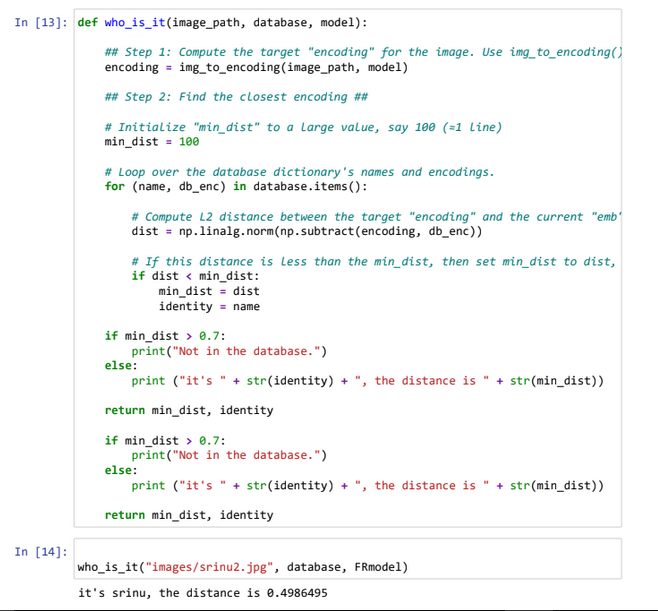 In [13]: def who_is_it(image_path, database, model):
## Step 1: Compute the target "encoding" for the image. Use img_to_encoding()
encoding = img_to_encoding(image_path, model)
## Step 2: Find the closest encoding ##
# Initialize "min_dist" to a large value, say 100 (≈1 line)
min_dist = 100
# Loop over the database dictionary's names and encodings.
for (name, db_enc) in database.items():
# Compute L2 distance between the target "encoding" and the current "emb"
dist = np.linalg.norm(np.subtract(encoding, db_enc))
# If this distance is less than the min_dist, then set min_dist to dist,
if dist < min_dist:
min_dist = dist
identity = name
if min_dist > 0.7:
print("Not in the database.")
else:
print ("it's " + str(identity) + ", the distance is " + str(min_dist))
return min_dist, identity
if min_dist > 0.7:
print("Not in the database.")
else:
print ("it's " + str(identity) + ", the distance is " + str(min_dist))
return min_dist, identity
In [14]:
who_is_it("images/srinu2.jpg", database, FRmodel)
it's srinu, the distance is 0.4986495